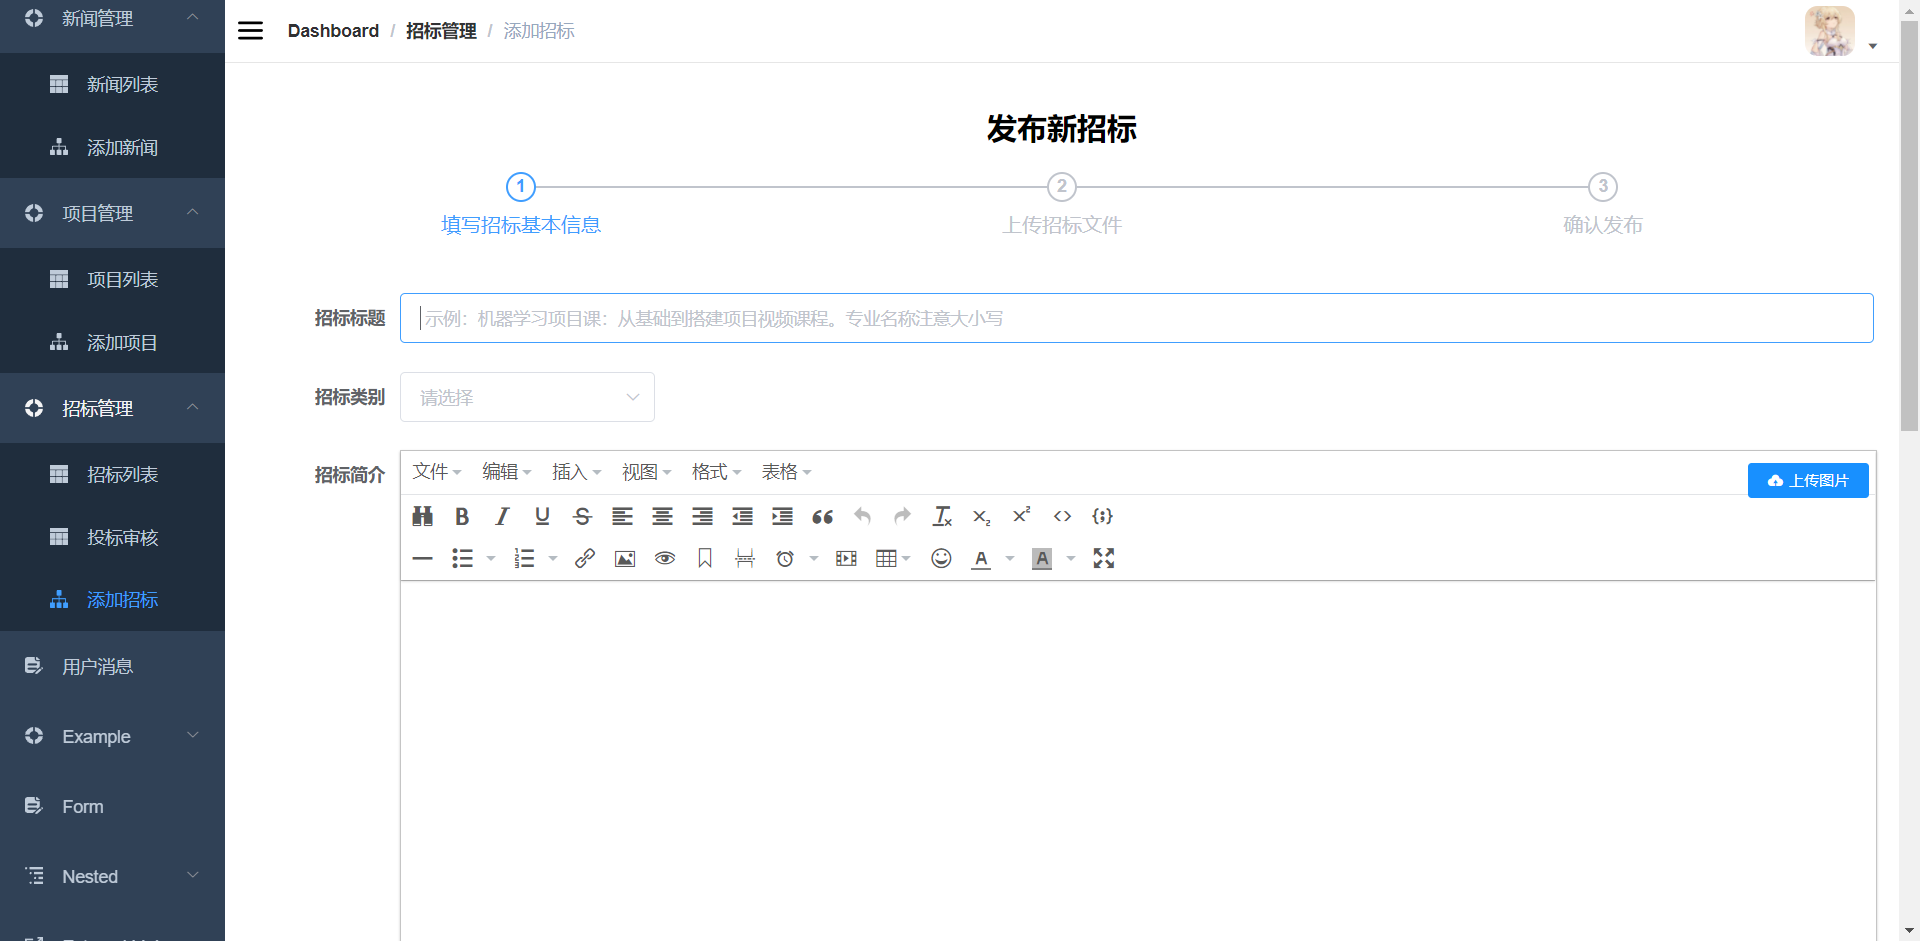 新闻管理
新闻列表
添加新闻
项目管理
项目列表
添加项目
招标管理
招标列表
投标审核
添加招标
用户消息
Example
Form
Nested
Dashboard / 招标管理 / 添加招标
发布新招标
1 2 3
填写招标基本信息 上传招标文件 确认发布
招标标题 示例：机器学习项目课：从基础到搭建项目视频课程。专业名称注意大小写
招标类别 请选择
招标简介 文件 编辑 插入 视图 格式 表格
上传图片